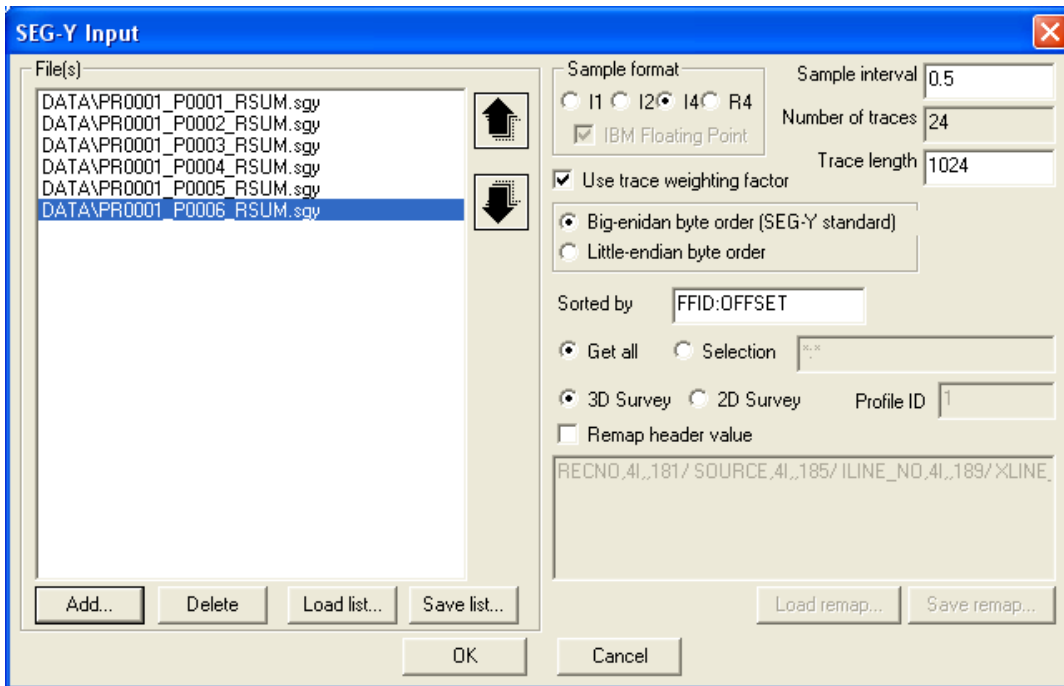 SEG-Y Input
File(s)
DATA\PR0001_P0001_RSUM.sgy
DATA\PR0001_P0002_RSUM.sgy
DATA\PR0001_P0003_RSUM.sgy
DATA\PR0001_P0004_RSUM.sgy
DATA\PR0001_P0005_RSUM.sgy
DATA\PR0001_P0006_RSUM.sgy
Add...
Delete
Load list...
Save list...
Sample format
I1 I2 I4 R4
IBM Floating Point
Sample interval 0.5
Number of traces 24
Trace length 1024
Use trace weighting factor
Big-enidan byte order (SEG-Y standard)
Little-endian byte order
Sorted by FFID:OFFSET
Get all Selection *:*
3D Survey 2D Survey Profile ID 1
Remap header value
RECNO,4I,,181/ SOURCE,4I,,185/ ILINE_NO,4I,,189/ XLINE_
Load remap... Save remap...
OK Cancel